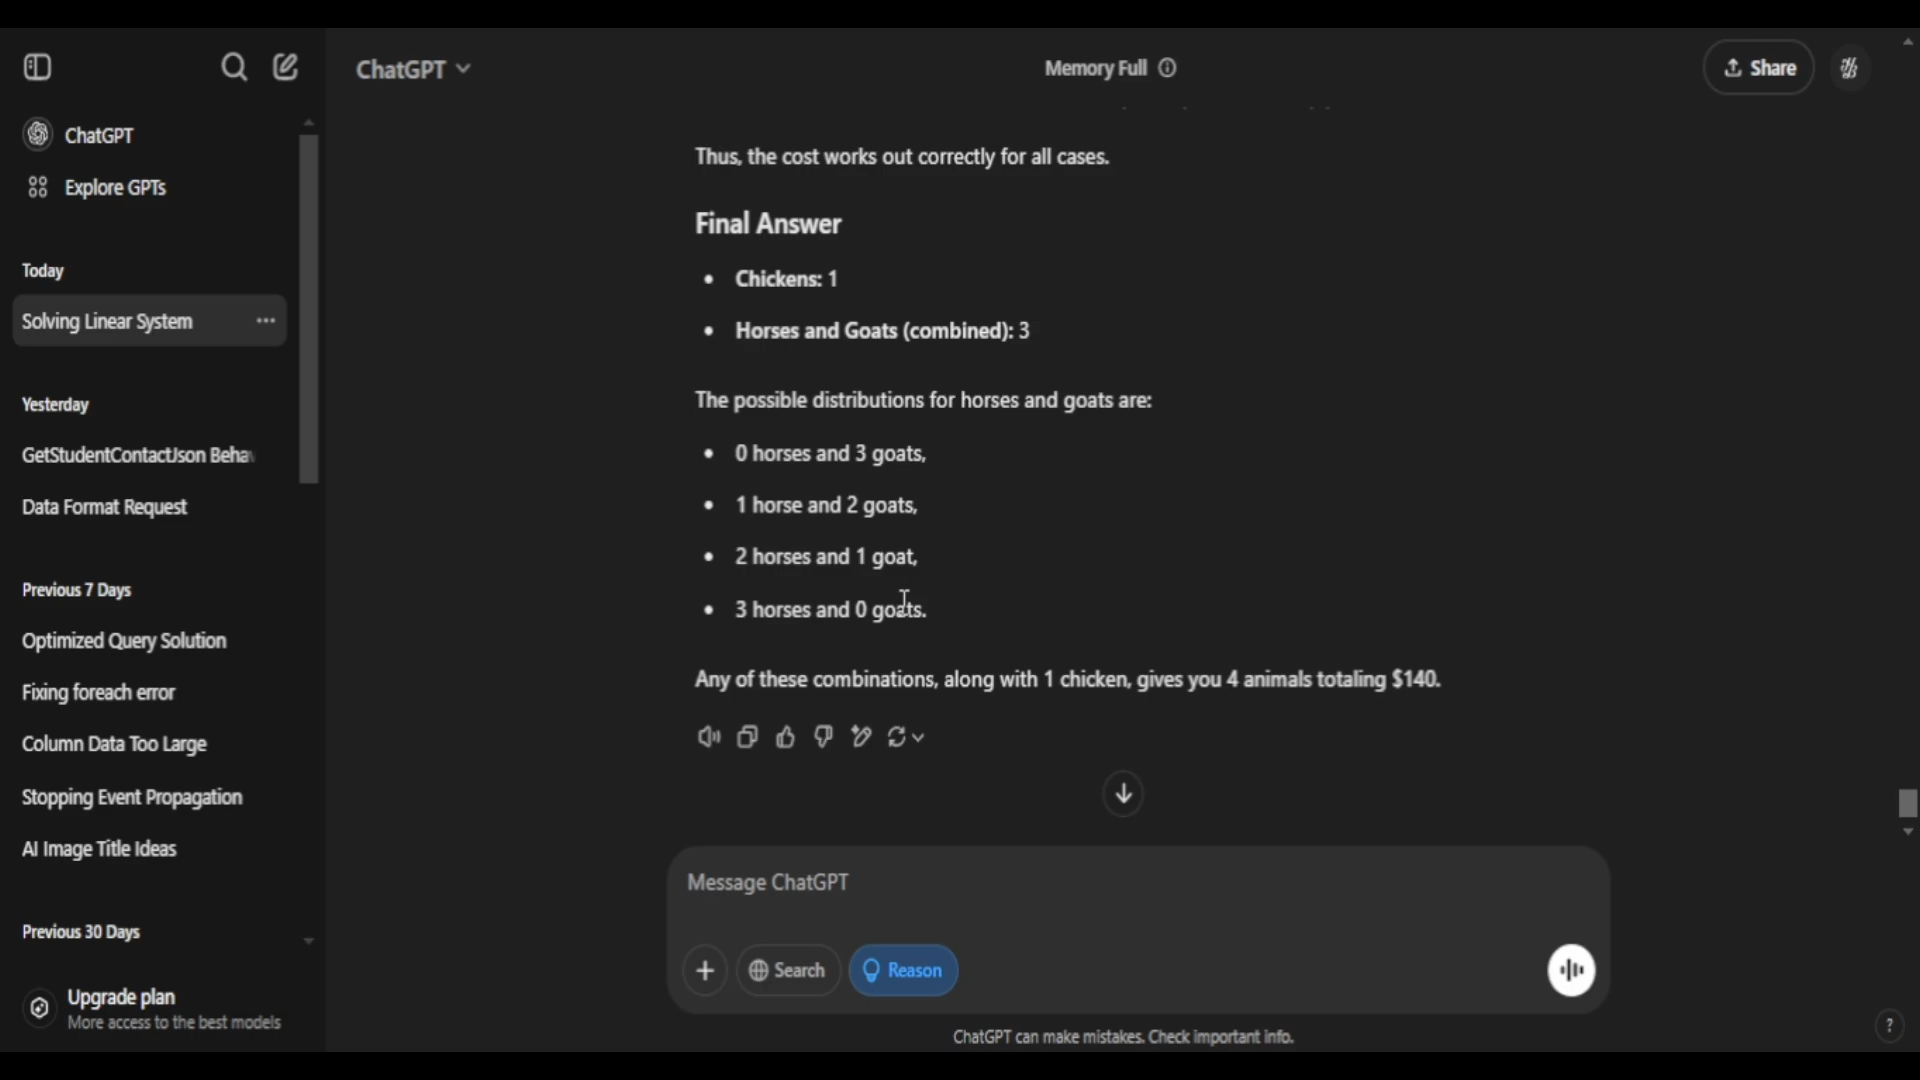 ChatGPT
Memory Full
Share
ChatGPT
Explore GPTs
Today
Solving Linear System
Yesterday
GetStudentContactJson Behav
Data Format Request
Previous 7 Days
Optimized Query Solution
Fixing foreach error
Column Data Too Large
Stopping Event Propagation
AI Image Title Ideas
Previous 30 Days
Upgrade plan
More access to the best models
Thus, the cost works out correctly for all cases.
Final Answer
• Chickens: 1
• Horses and Goats (combined): 3
The possible distributions for horses and goats are:
• 0 horses and 3 goats,
• 1 horse and 2 goats,
• 2 horses and 1 goat,
• 3 horses and 0 goats.
Any of these combinations, along with 1 chicken, gives you 4 animals totaling $140.
Message ChatGPT
Search
Reason
ChatGPT can make mistakes. Check important info.
?